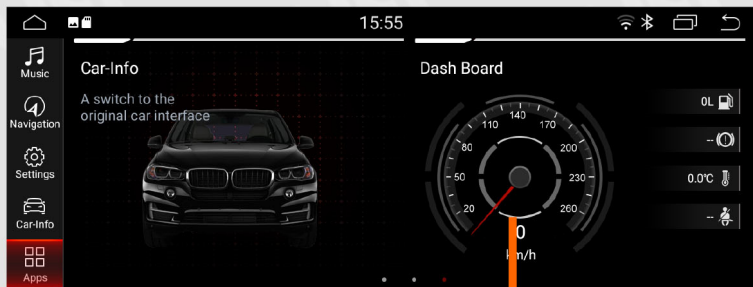 15:55
Music
Navigation
Settings
Car-Info
Apps
Car-Info
A switch to the
original car interface
Dash Board
20
50
80
110
140
170
200
230
260
0
km/h
0L
--
0.0℃
--